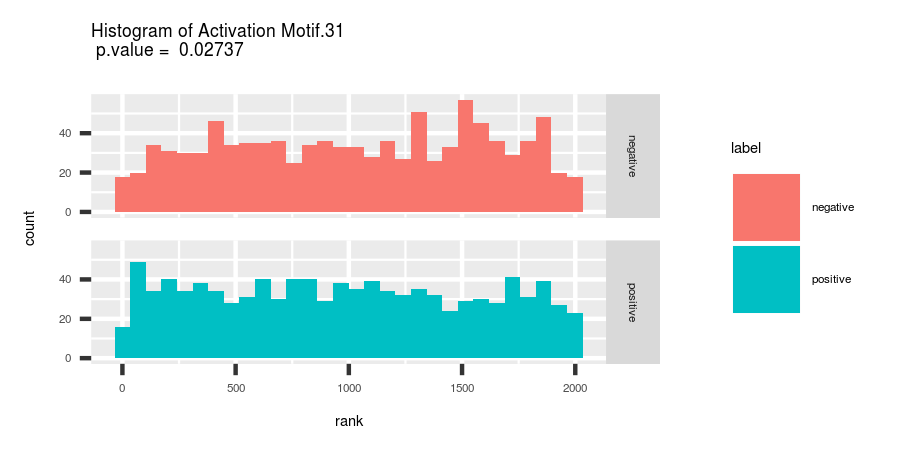 Histogram of Activation Motif.31
p.value =  0.02737
count
40
20
0
negative
40
20
0
positive
0 500 1000 1500 2000
rank
label
negative
positive